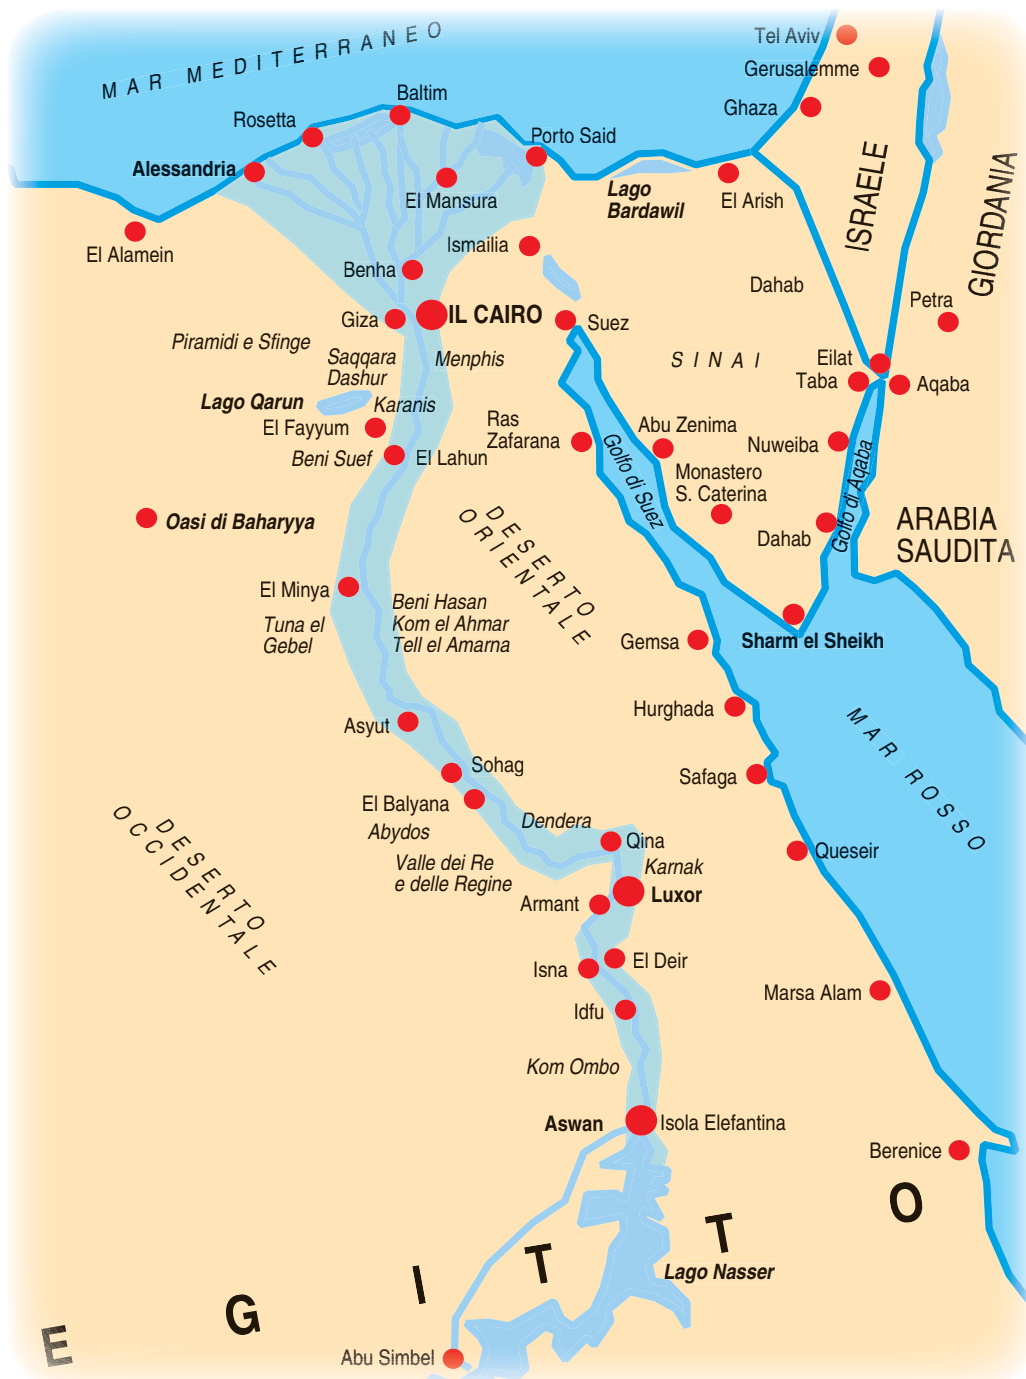 MAR MEDITERRANEO
Tel Aviv
Gerusalemme
Baltim
Ghaza
Rosetta
Porto Said
Alessandria
Lago
Bardawil
El Mansura
El Arish
ISRAELE
GIORDANIA
El Alamein
Ismailia
Benha
Dahab
Petra
Giza
IL CAIRO
Suez
Piramidi e Sfinge
Saqqara
Dashur
Menphis
SINAI
Eilat
Taba
Aqaba
Lago Qarun
Karanis
El Fayyum
Ras
Zafarana
Abu Zenima
Nuweiba
Beni Suef
El Lahun
Golfo di Suez
Monastero
S. Caterina
Golfo di Aqaba
Oasi di Baharyya
DESERTO
ORIENTALE
Dahab
ARABIA
SAUDITA
El Minya
Beni Hasan
Kom el Ahmar
Tell el Amarna
Tuna el
Gebel
Gemsa
Sharm el Sheikh
Hurghada
Asyut
MAR ROSSO
Sohag
Safaga
El Balyana
Abydos
Dendera
Qina
Queseir
DESERTO
OCCIDENTALE
Valle dei Re
e delle Regine
Karnak
Luxor
Armant
El Deir
Isna
Marsa Alam
Idfu
Kom Ombo
Aswan
Isola Elefantina
Berenice
EGITTO
Lago Nasser
Abu Simbel